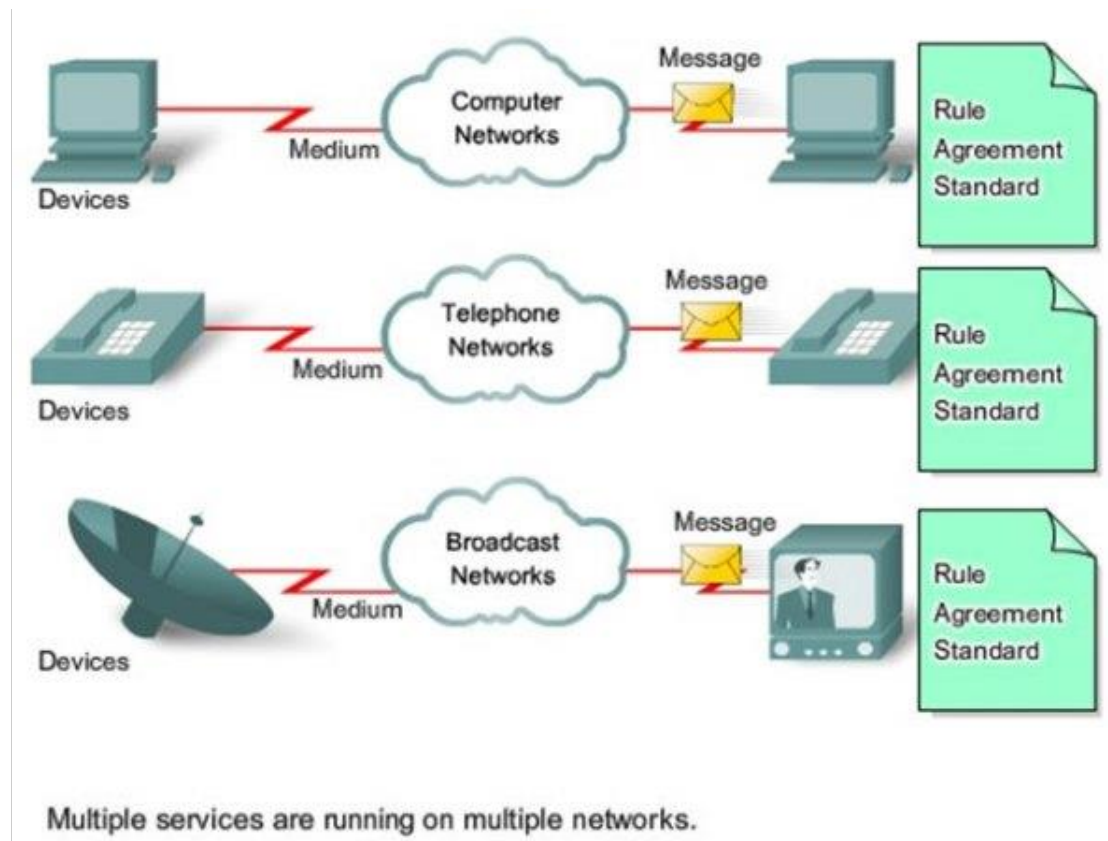 Message
Computer
Networks
Medium
Devices
Rule
Agreement
Standard
Message
Telephone
Networks
Medium
Devices
Rule
Agreement
Standard
Message
Broadcast
Networks
Medium
Devices
Rule
Agreement
Standard
Multiple services are running on multiple networks.